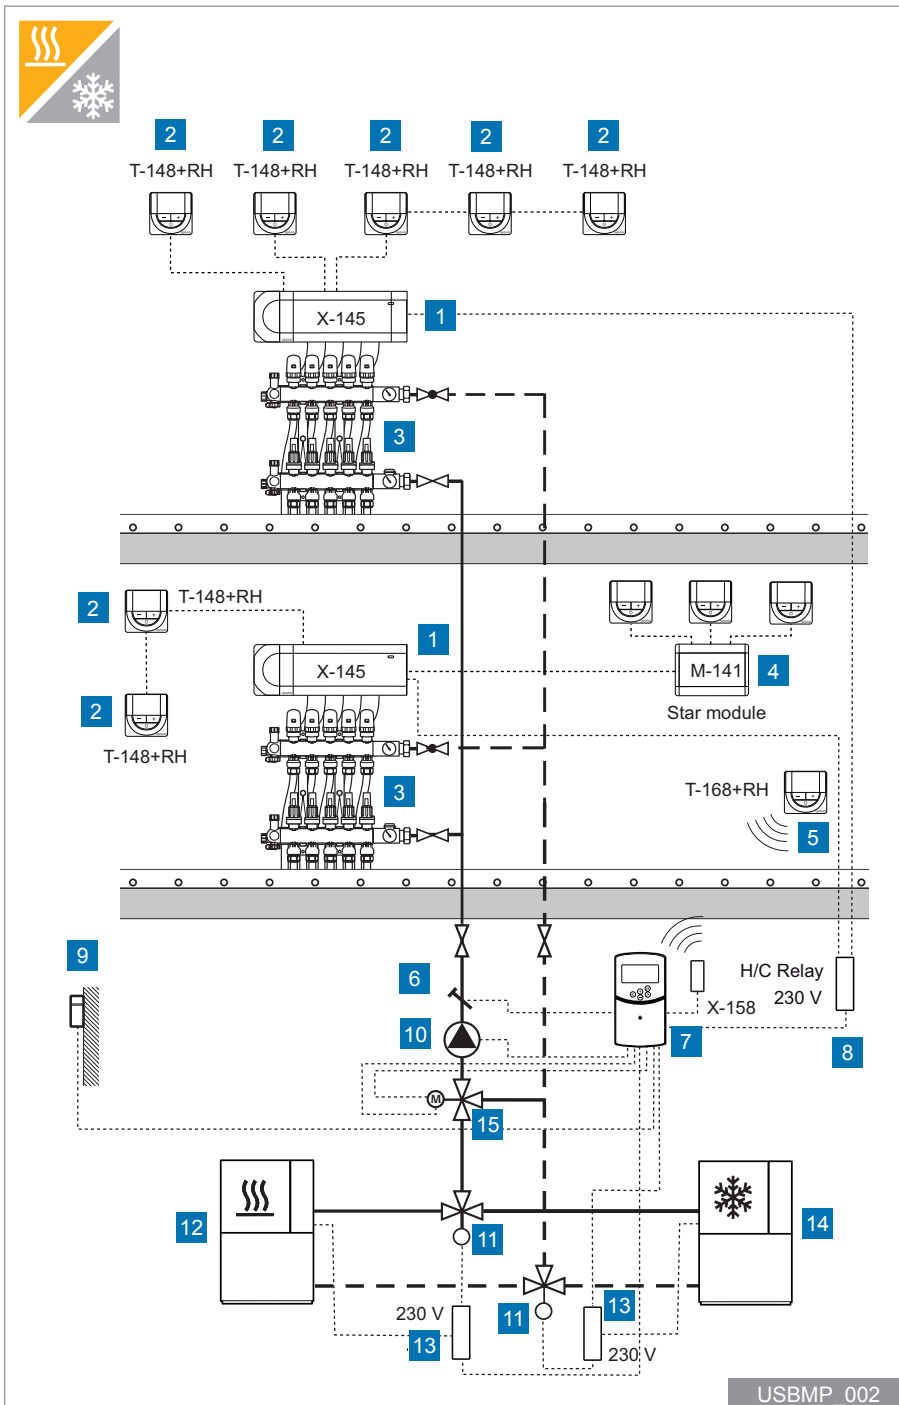 2 2 2 2 2
T-148+RH T-148+RH T-148+RH T-148+RH T-148+RH
X-145 1
3
2 T-148+RH
1
X-145
M-141 4
2
Star module
T-148+RH
T-168+RH
3
5
9
6
H/C Relay
230 V
X-158
10
7
8
M
15
12
11
14
13
230 V
11
13
230 V
USBMP_002